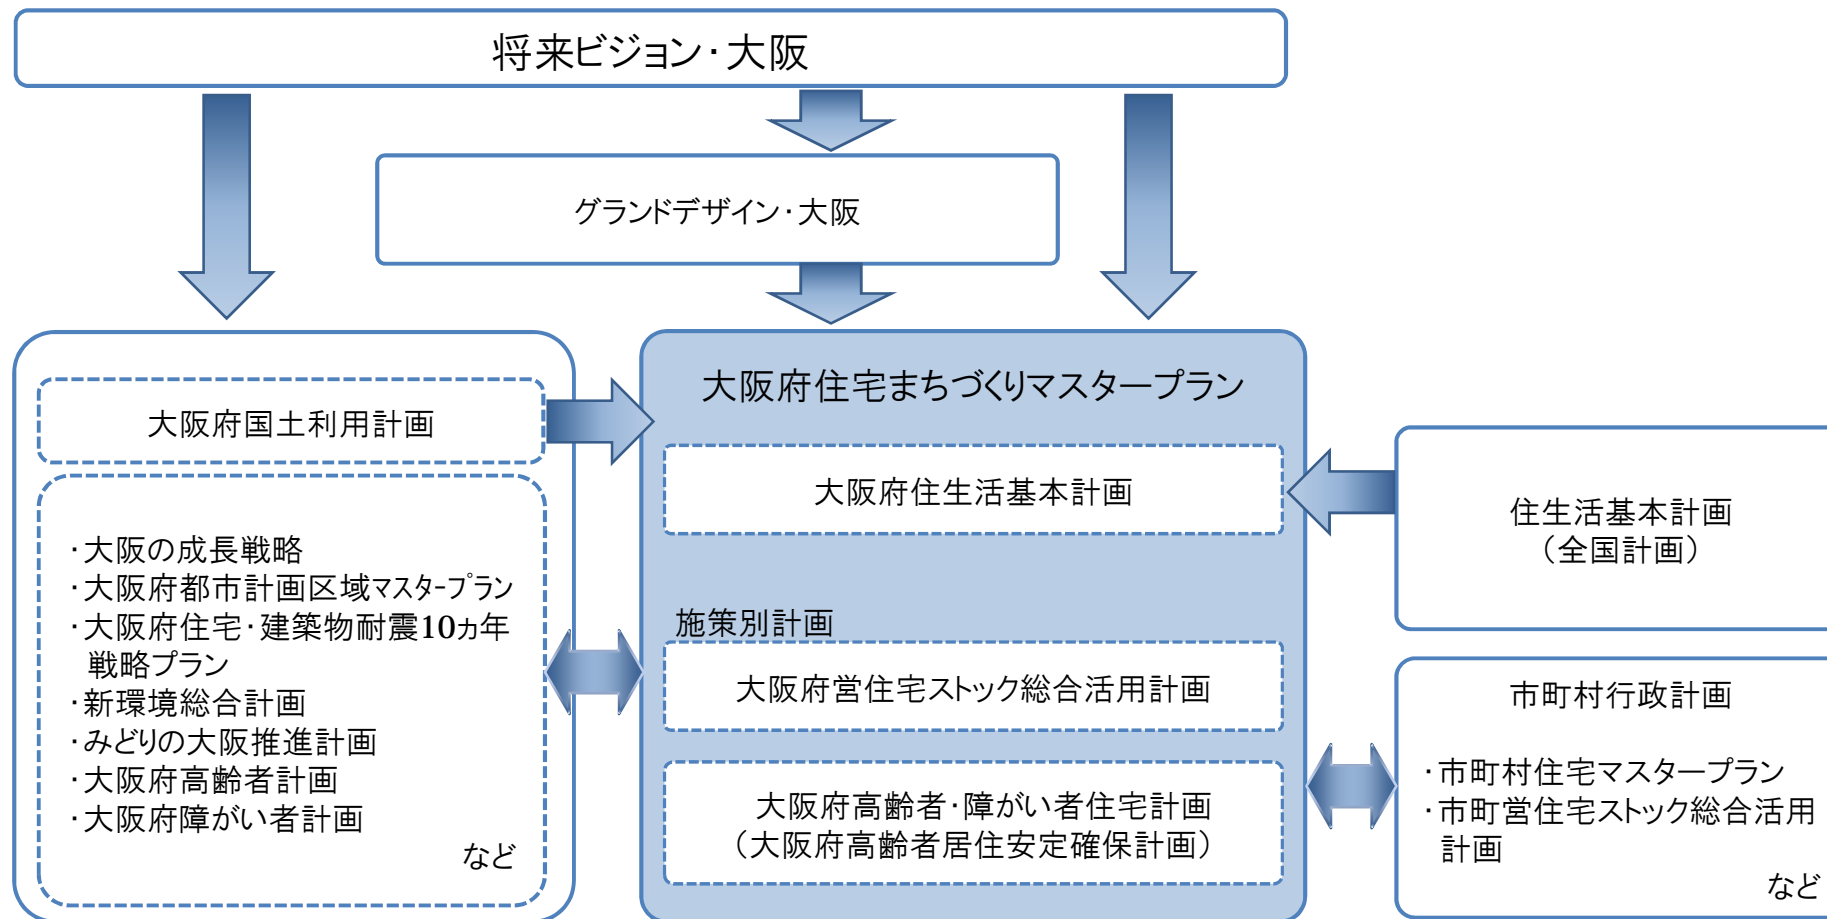 将来ビジョン・大阪
グランドデザイン・大阪
大阪府国土利用計画
・大阪の成長戦略
・大阪府都市計画区域マスタープラン
・大阪府住宅・建築物耐震10ヵ年
戦略プラン
・新環境総合計画
・みどりの大阪推進計画
・大阪府高齢者計画
・大阪府障がい者計画
など
大阪府住宅まちづくりマスタープラン
大阪府住生活基本計画
施策別計画
大阪府営住宅ストック総合活用計画
大阪府高齢者・障がい者住宅計画
（大阪府高齢者居住安定確保計画）
住生活基本計画
（全国計画）
市町村行政計画
・市町村住宅マスタープラン
・市町営住宅ストック総合活用
計画
など